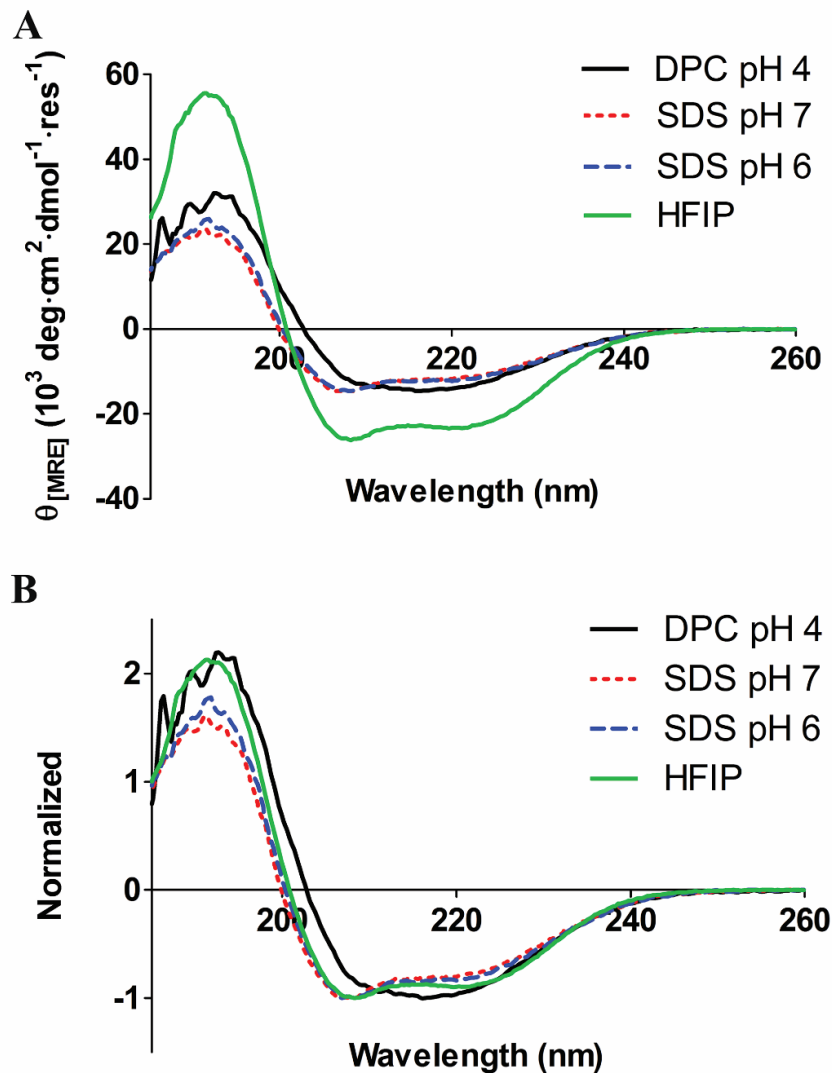 A
θ[MRE] (10³ deg·cm²·dmol⁻¹·res⁻¹)
60
40
20
0
-20
-40
200
220
240
260
Wavelength (nm)
DPC pH 4
SDS pH 7
SDS pH 6
HFIP
B
Normalized
2
1
0
-1
200
220
240
260
Wavelength (nm)
DPC pH 4
SDS pH 7
SDS pH 6
HFIP